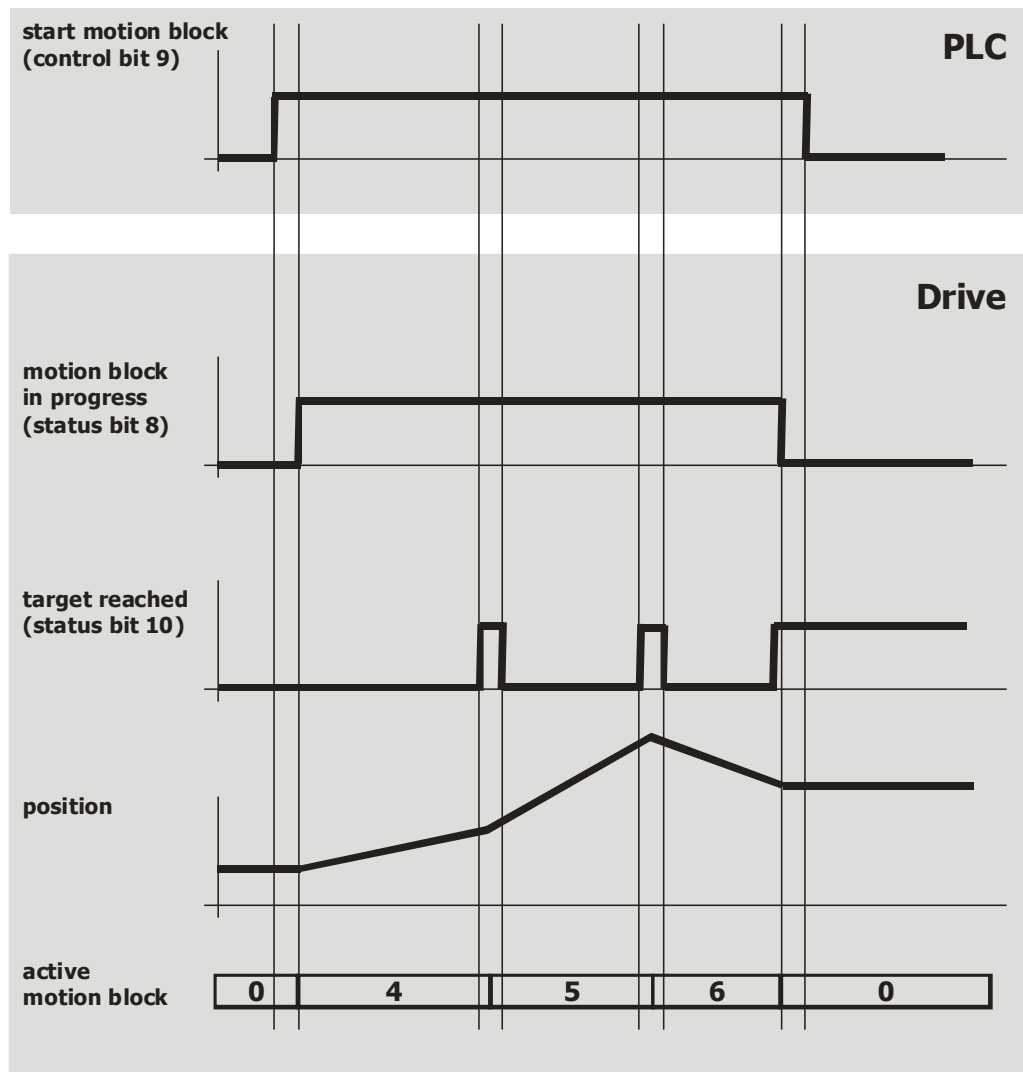 start motion block
(control bit 9)
PLC
Drive
motion block
in progress
(status bit 8)
target reached
(status bit 10)
position
active
motion block
0 4 5 6 0